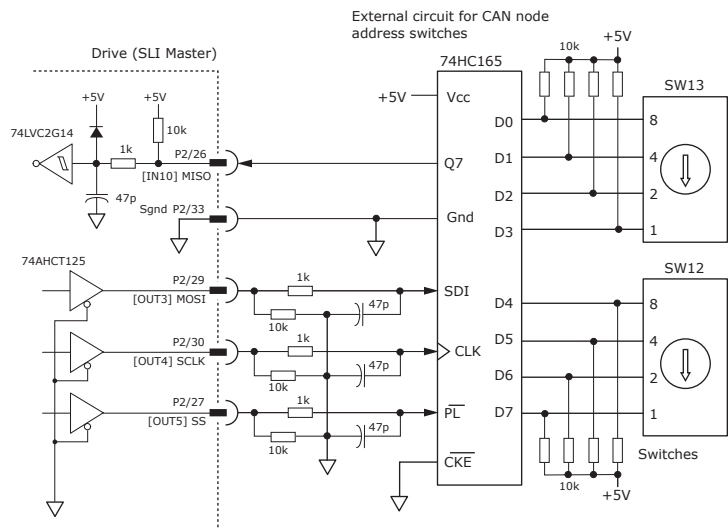 External circuit for CAN node
address switches
Drive (SLI Master)
74HC165
10k
+5V
SW13
+5V
+5V
+5V
Vcc
74LVC2G14
10k
1k
P2/26
[IN10] MISO
Q7
47p
D0
D1
D2
D3
8
4
2
1
Sgnd P2/33
Gnd
74AHCT125
P2/29
[OUT3] MOSI
1k
10k
47p
SDI
SW12
D4
D5
D6
D7
8
4
2
1
P2/30
[OUT4] SCLK
1k
10k
47p
CLK
P2/27
[OUT5] SS
1k
10k
47p
PL
CKE
10k
+5V
Switches